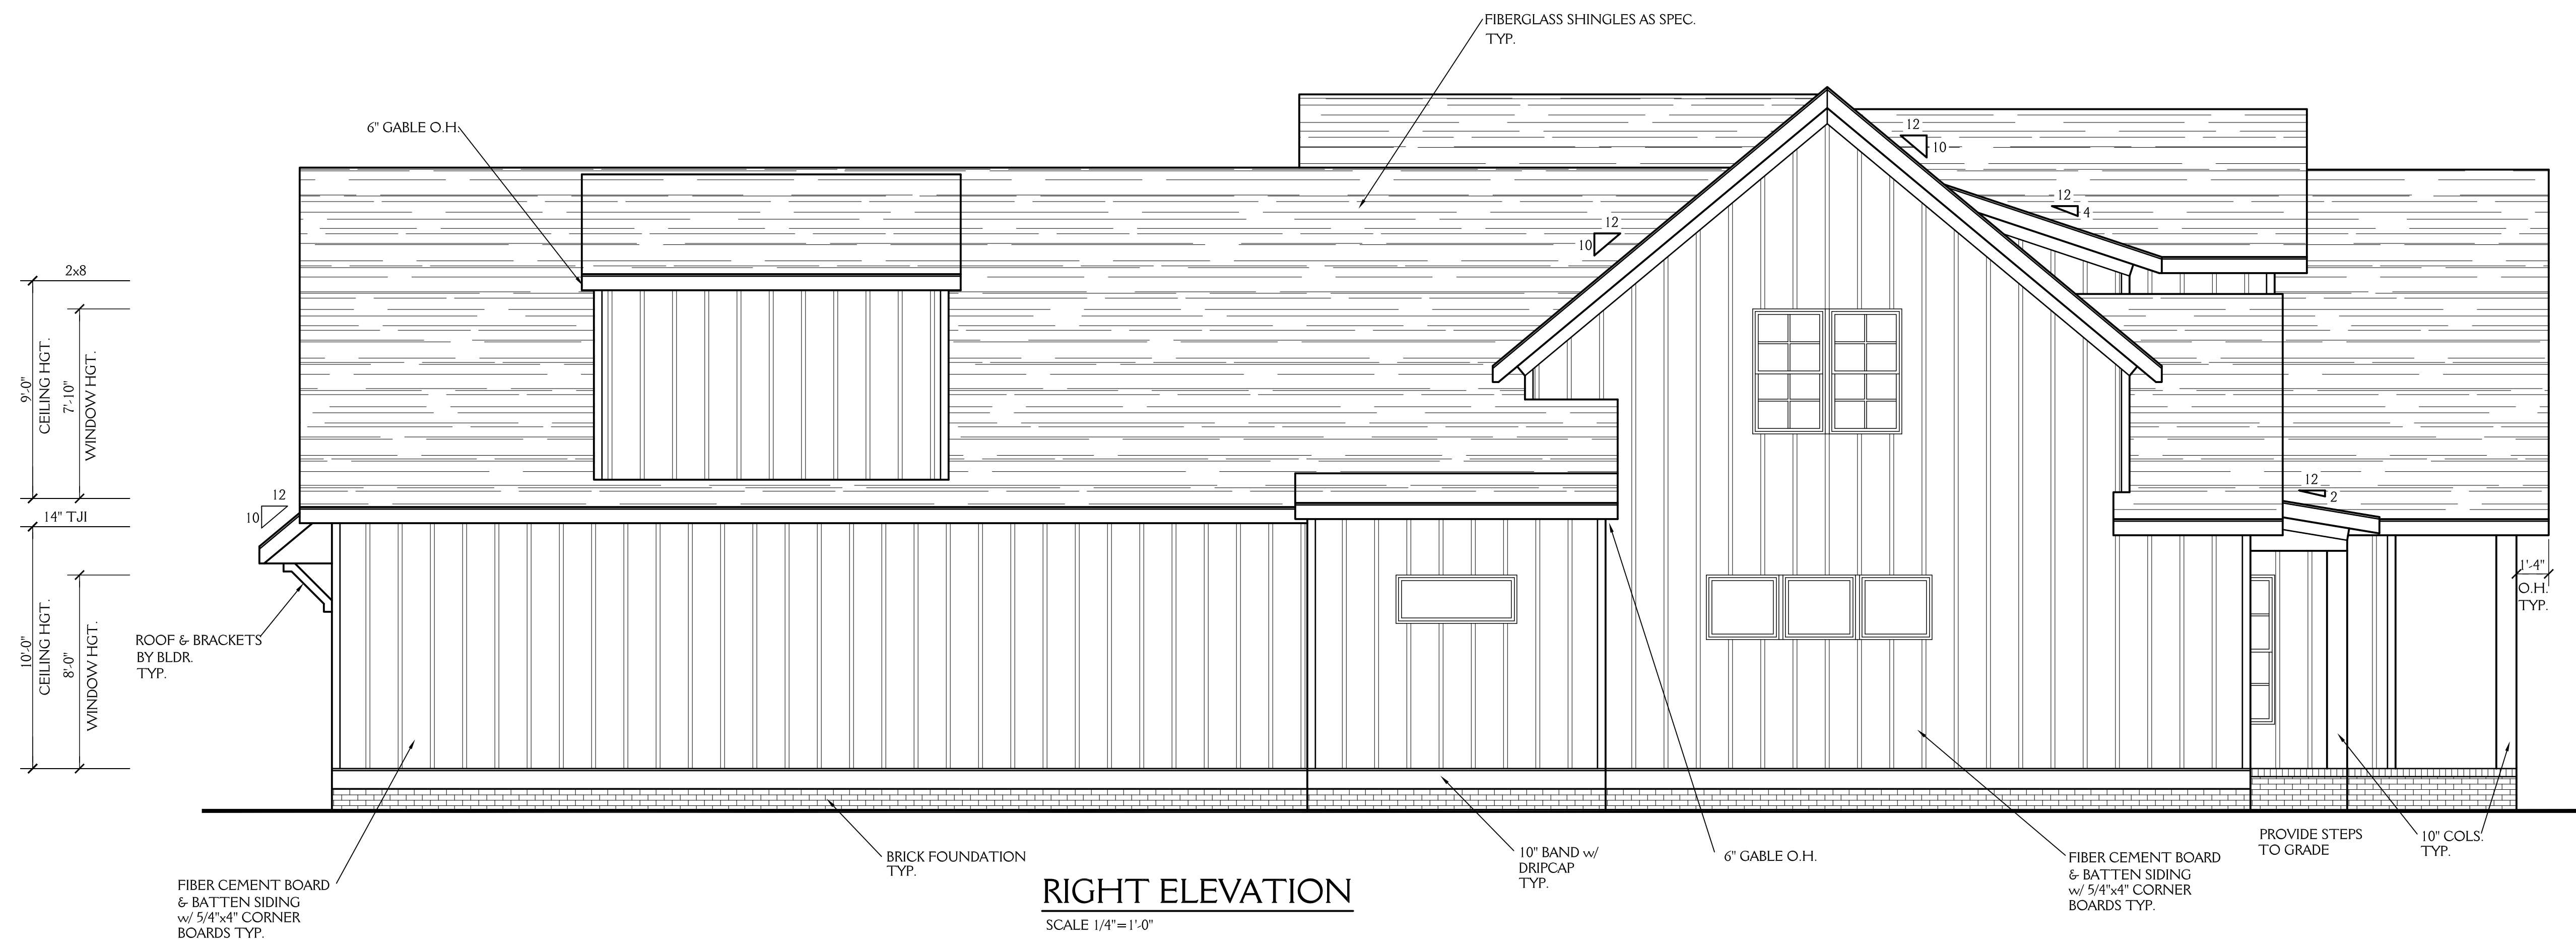 FIBERGLASS SHINGLES AS SPEC.
TYP.
6" GABLE O.H.
12
10
12
4
12
10
2x8
9'-0"
CEILING HGT.
7'-10"
WINDOW HGT.
12
10
14" TJI
12
2
1'-4"
O.H.
TYP.
10'-0"
CEILING HGT.
8'-0"
WINDOW HGT.
ROOF & BRACKETS
BY BLDR.
TYP.
FIBER CEMENT BOARD
& BATTEN SIDING
w/ 5/4"x4" CORNER
BOARDS TYP.
BRICK FOUNDATION
TYP.
10" BAND w/
DRIPCAP
TYP.
6" GABLE O.H.
FIBER CEMENT BOARD
& BATTEN SIDING
w/ 5/4"x4" CORNER
BOARDS TYP.
PROVIDE STEPS
TO GRADE
10" COLS.
TYP.
RIGHT ELEVATION
SCALE 1/4"=1'-0"